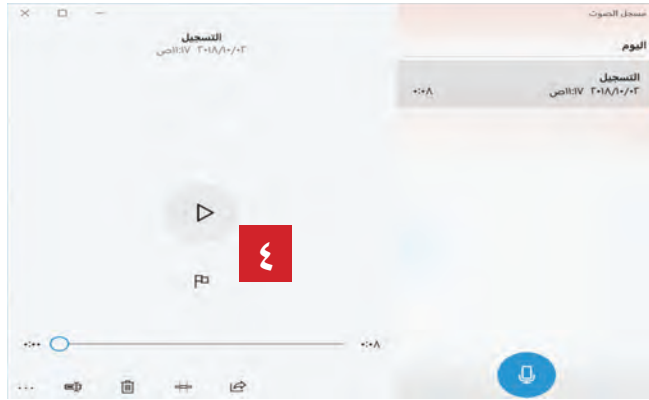 مسجل الصوت
اليوم
التسجيل
٢٠١٨/١٠/٠٢ ١١:١٧ص
٠:٠٨
التسجيل
٢٠١٨/١٠/٠٢ ١١:١٧ص
٤
٠:٠٨
٠:٠٠